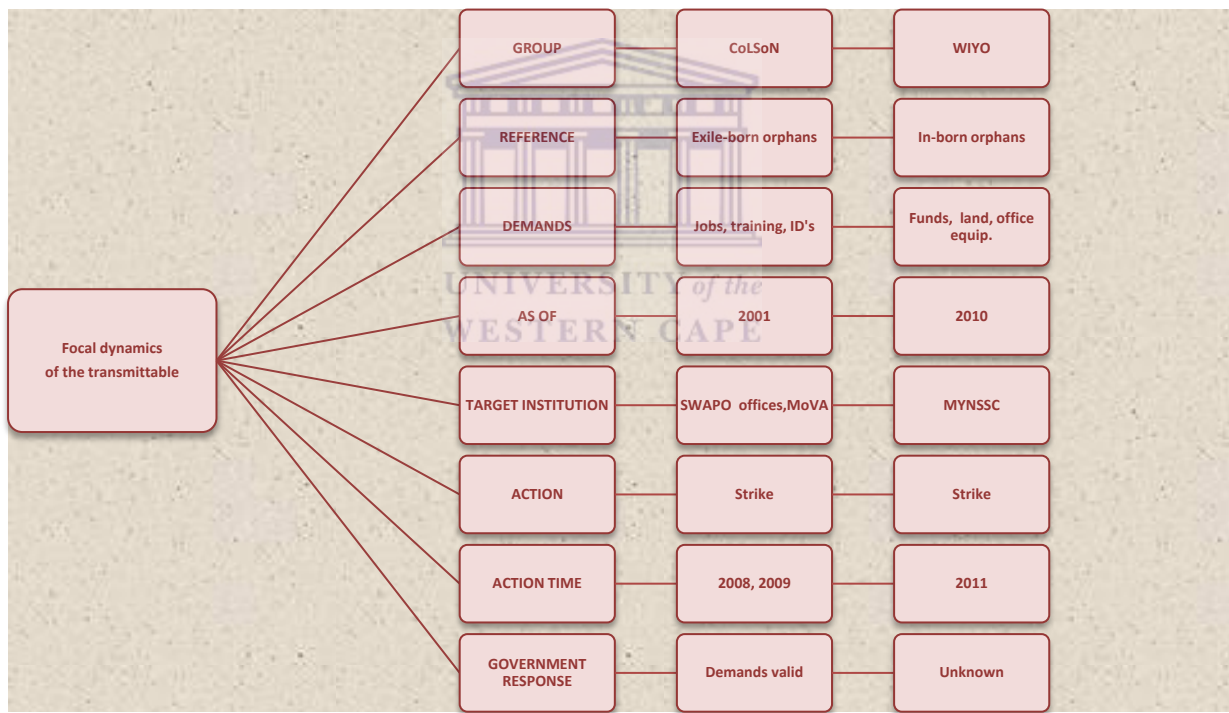 GROUP
CoLSoN
WIYO
REFERENCE
Exile-born orphans
In-born orphans
DEMANDS
Jobs, training, ID's
Funds, land, office
equip.
UNIVERSITY of the
WESTERN CAPE
AS OF
2001
2010
Focal dynamics
of the transmittable
TARGET INSTITUTION
SWAPO offices,MoVA
MYNSSC
ACTION
Strike
Strike
ACTION TIME
2008, 2009
2011
GOVERNMENT
RESPONSE
Demands valid
Unknown